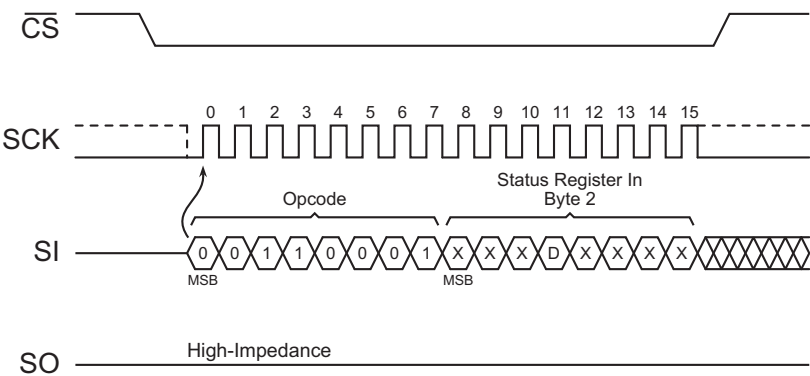 CS
0 1 2 3 4 5 6 7 8 9 10 11 12 13 14 15
SCK
Opcode
Status Register In
Byte 2
SI
0 0 1 1 0 0 0 1 X X X D X X X X
MSB MSB
High-Impedance
SO